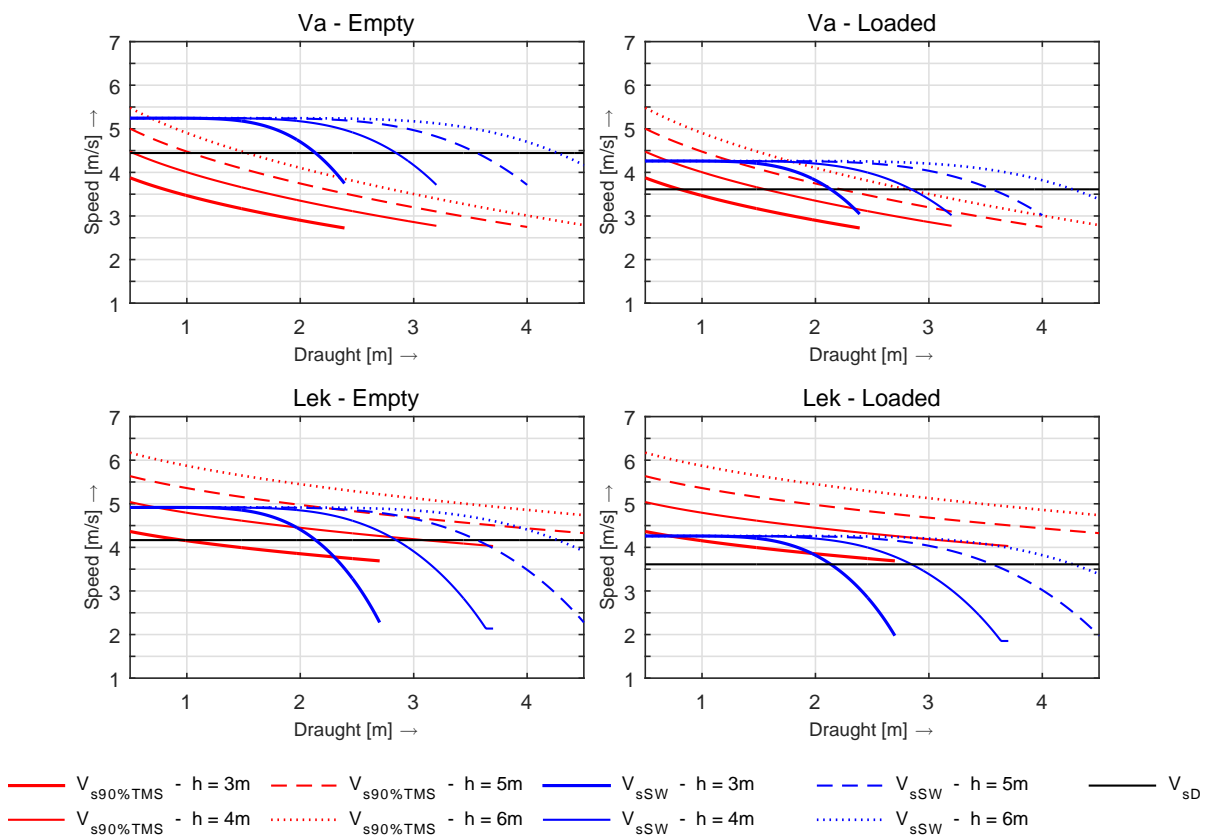 Va - Empty
Va - Loaded
7
6
5
4
3
2
1
Speed [m/s] →
1 2 3 4
Draught [m] →
7
6
5
4
3
2
1
Speed [m/s] →
1 2 3 4
Draught [m] →
Lek - Empty
Lek - Loaded
7
6
5
4
3
2
1
Speed [m/s] →
1 2 3 4
Draught [m] →
7
6
5
4
3
2
1
Speed [m/s] →
1 2 3 4
Draught [m] →
Vs90%TMS - h = 3m Vs90%TMS - h = 5m VsSW - h = 3m VsSW - h = 5m VsD
Vs90%TMS - h = 4m Vs90%TMS - h = 6m VsSW - h = 4m VsSW - h = 6m